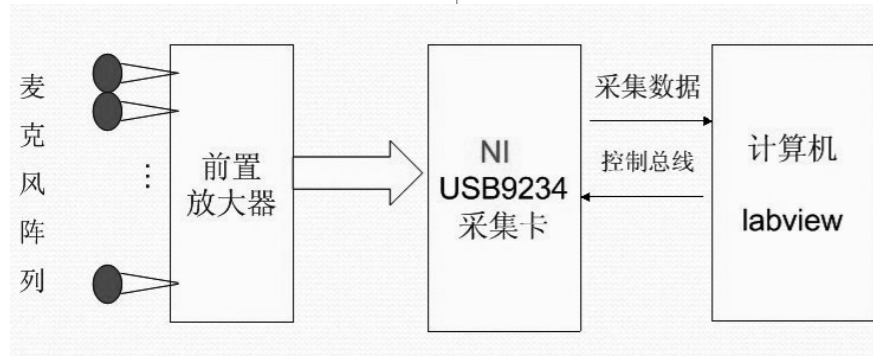 麦克风阵列
前置
放大器
NI
USB9234
采集卡
采集数据
控制总线
计算机
labview